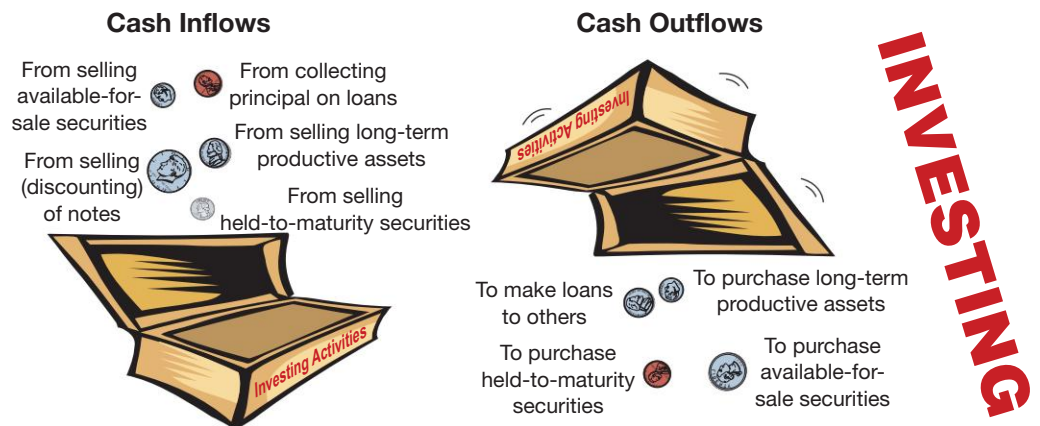 Cash Inflows
From selling
available-for-
sale securities
From collecting
principal on loans
From selling long-term
productive assets
From selling
(discounting)
of notes
From selling
held-to-maturity securities
Investing Activities
Cash Outflows
Investing Activities
To make loans
to others
To purchase long-term
productive assets
To purchase
held-to-maturity
securities
To purchase
available-for-
sale securities
INVESTING